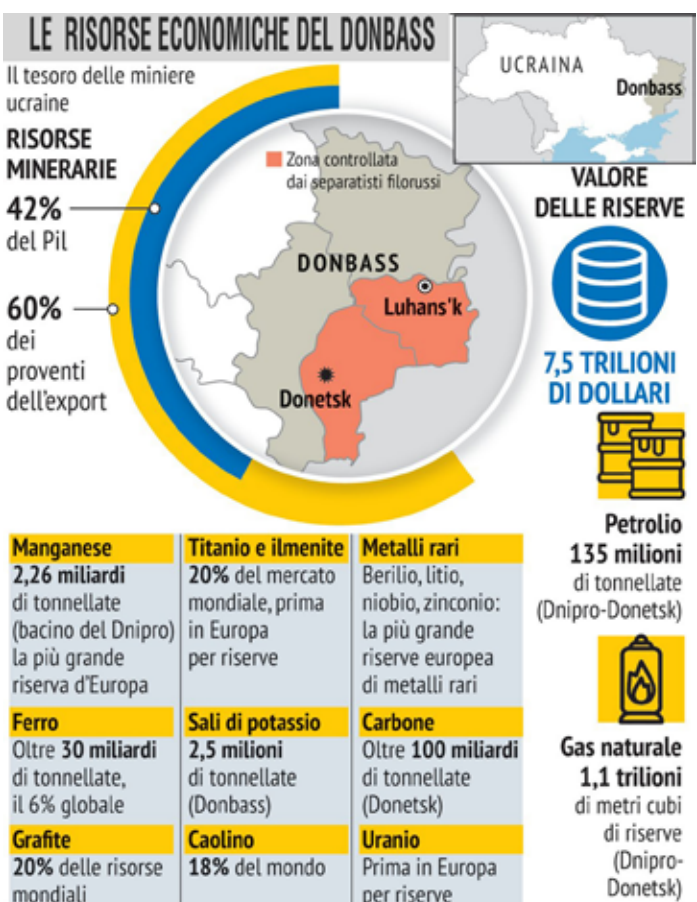 LE RISORSE ECONOMICHE DEL DONBASS
Il tesoro delle miniere
ucraine
RISORSE
MINERARIE
42%
del Pil
60%
dei
proventi
dell'export
Zona controllata
dai separatisti filorussi
DONBASS
Luhans'k
Donetsk
UCRAINA
Donbass
VALORE
DELLE RISERVE
7,5 TRILIONI
DI DOLLARI
Petrolio
135 milioni
di tonnellate
(Dnipro-Donetsk)
Gas naturale
1,1 trilioni
di metri cubi
di riserve
(Dnipro-
Donetsk)
Manganese
2,26 miliardi
di tonnellate
(bacino del Dnipro)
la più grande
riserva d'Europa
Titanio e ilmenite
20% del mercato
mondiale, prima
in Europa
per riserve
Metalli rari
Berilio, litio,
niobio, zinconio:
la più grande
riserve europea
di metalli rari
Ferro
Oltre 30 miliardi
di tonnellate,
il 6% globale
Sali di potassio
2,5 milioni
di tonnellate
(Donbass)
Carbone
Oltre 100 miliardi
di tonnellate
(Donetsk)
Grafite
20% delle risorse
mondiali
Caolino
18% del mondo
Uranio
Prima in Europa
per riserve